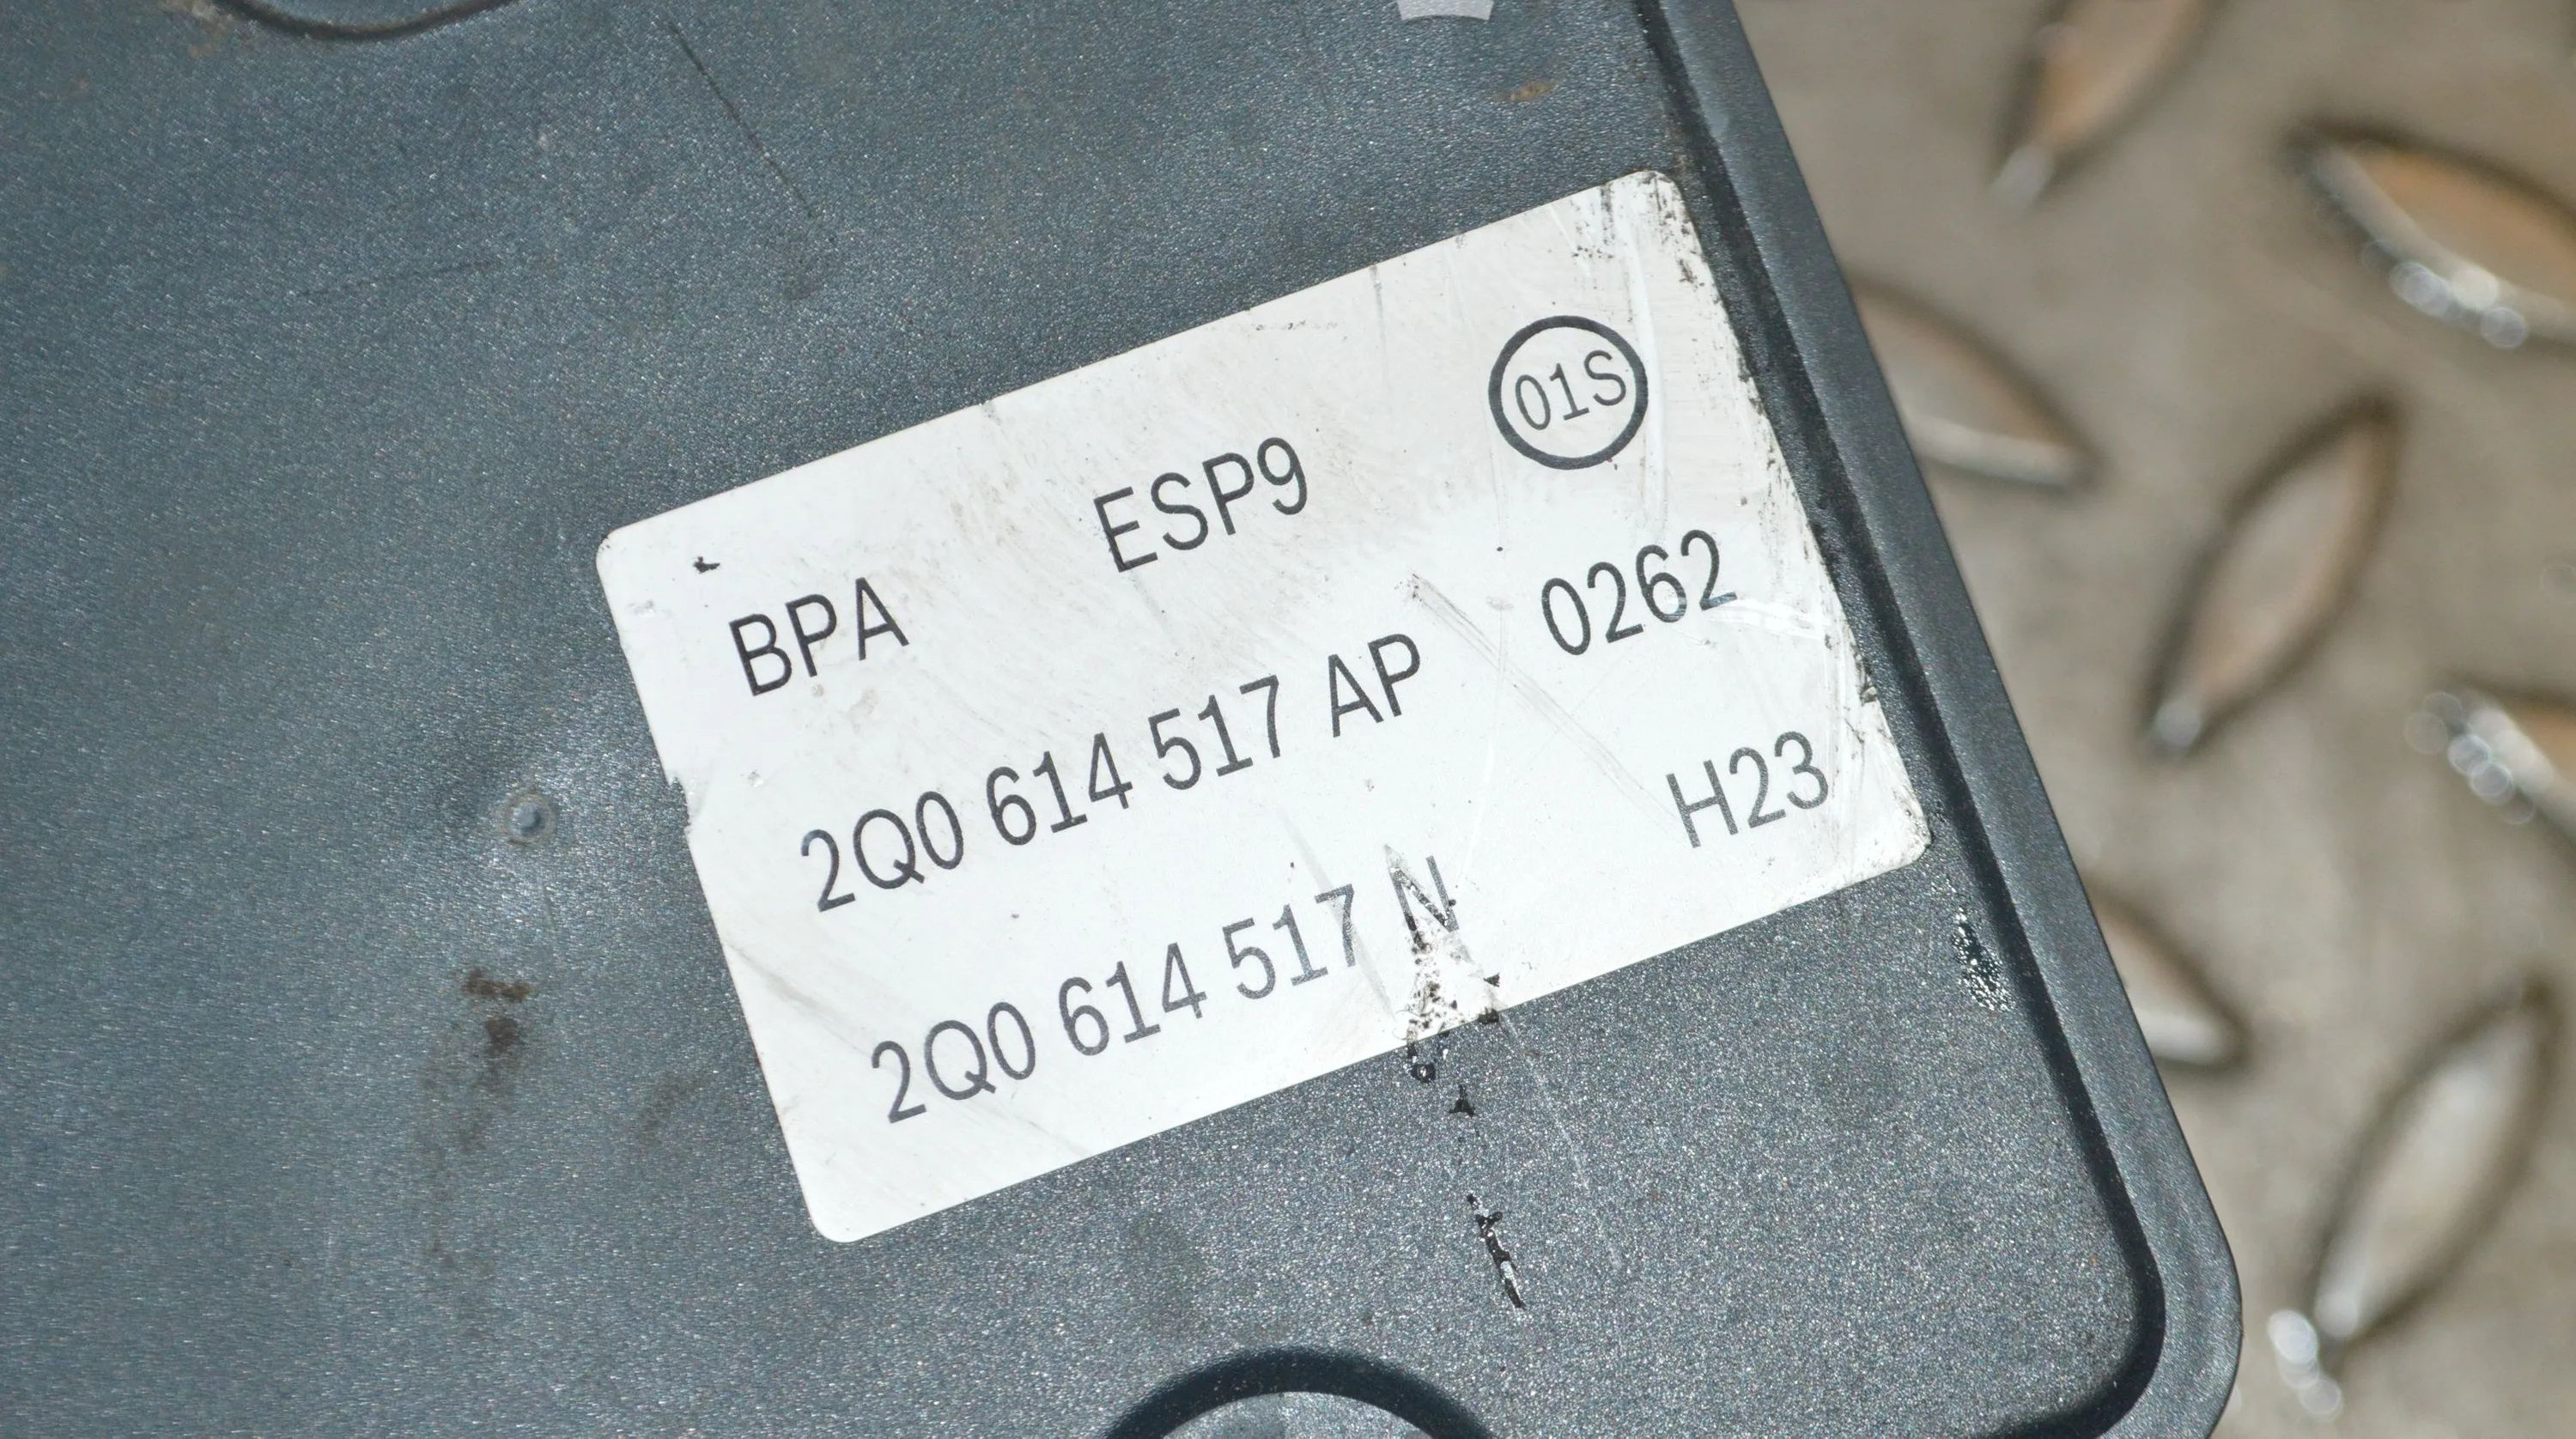 01S
BPA ESP9
2Q0 614 517 AP 0262
2Q0 614 517 N H23